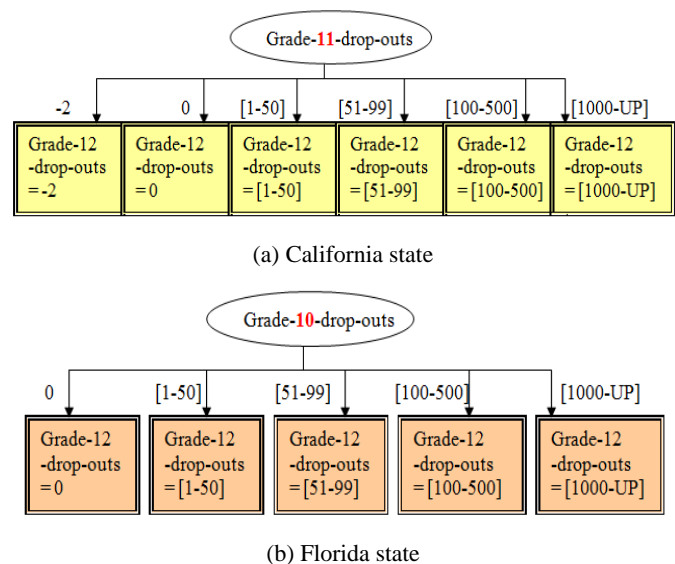 Grade-11-drop-outs
-2 0 [1-50] [51-99] [100-500] [1000-UP]
Grade-12 Grade-12 Grade-12 Grade-12 Grade-12 Grade-12
-drop-outs -drop-outs -drop-outs -drop-outs -drop-outs -drop-outs
= -2 = 0 = [1-50] = [51-99] = [100-500] = [1000-UP]
(a) California state
Grade-10-drop-outs
0 [1-50] [51-99] [100-500] [1000-UP]
Grade-12 Grade-12 Grade-12 Grade-12 Grade-12
-drop-outs -drop-outs -drop-outs -drop-outs -drop-outs
= 0 = [1-50] = [51-99] = [100-500] = [1000-UP]
(b) Florida state